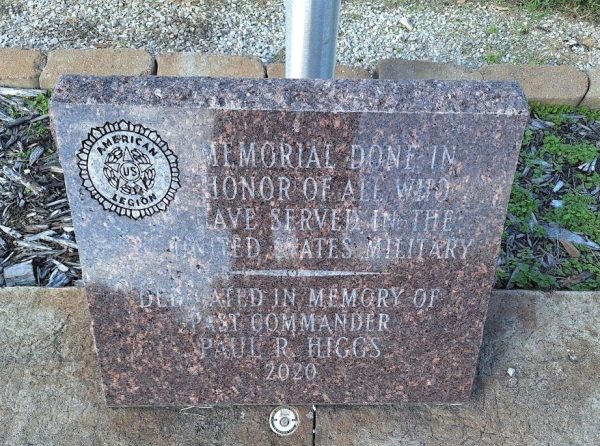 AMERICAN
US
LEGION
MEMORIAL DONE IN
HONOR OF ALL WHO
HAVE SERVED IN THE
UNITED STATES MILITARY
DEDICATED IN MEMORY OF
PAST COMMANDER
PAUL R. HIGGS
2020